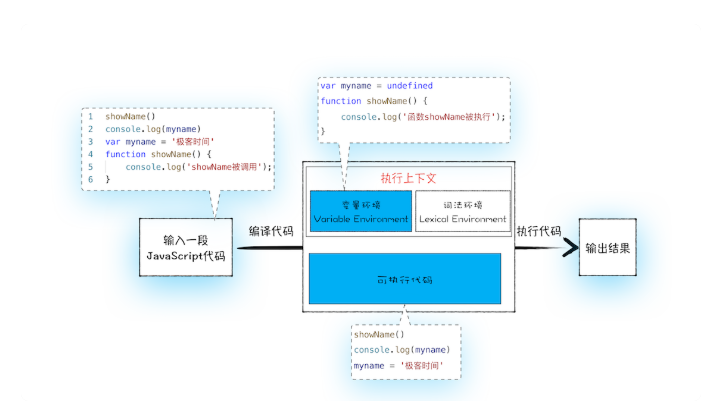 1 showName()
2 console.log(myname)
3 var myname = '极客时间'
4 function showName() {
5 console.log('showName被调用');
6 }
var myname = undefined
function showName() {
console.log('函数showName被执行');
}
输入一段
JavaScript代码
编译代码
执行上下文
变量环境
Variable Environment
词法环境
Lexical Environment
可执行代码
执行代码
输出结果
showName()
console.log(myname)
myname = '极客时间'